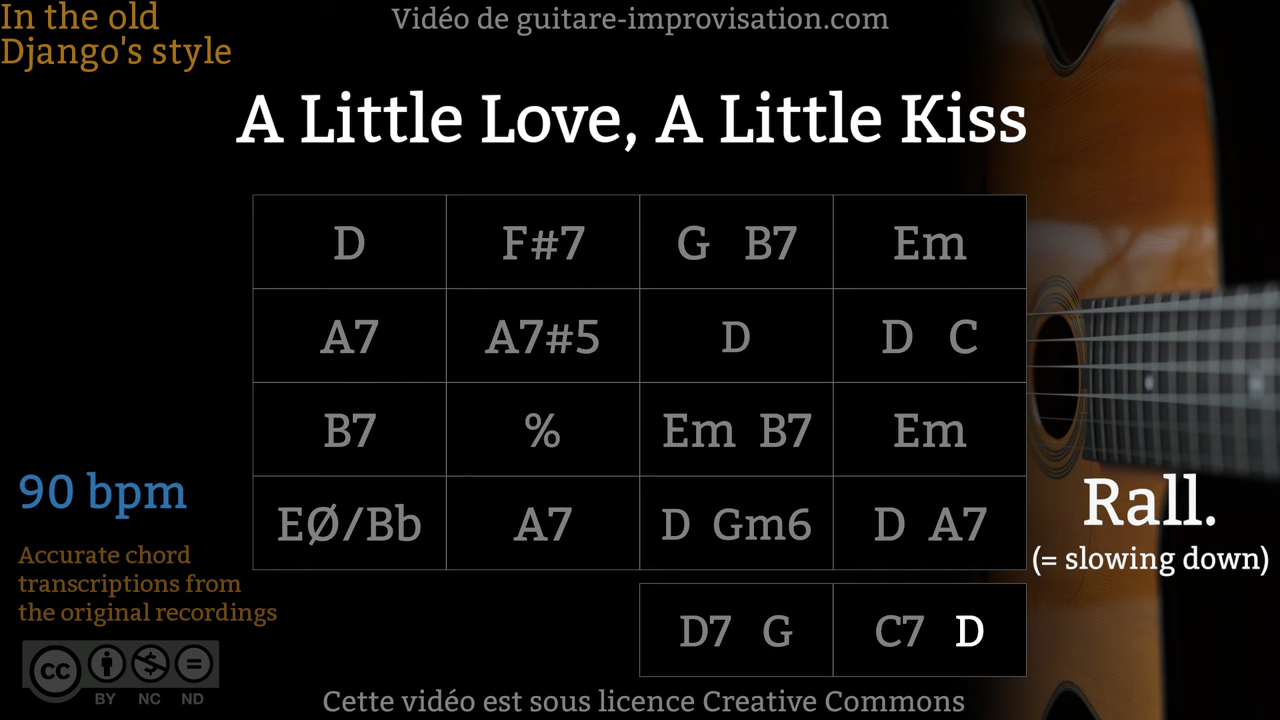 In the old
Django's style
Vidéo de guitare-improvisation.com
A Little Love, A Little Kiss
D F#7 G B7 Em
A7 A7#5 D D C
B7 % Em B7 Em
EØ/Bb A7 D Gm6 D A7
D7 G C7 D
90 bpm
Rall.
(= slowing down)
Accurate chord
transcriptions from
the original recordings
cc
BY NC ND
Cette vidéo est sous licence Creative Commons